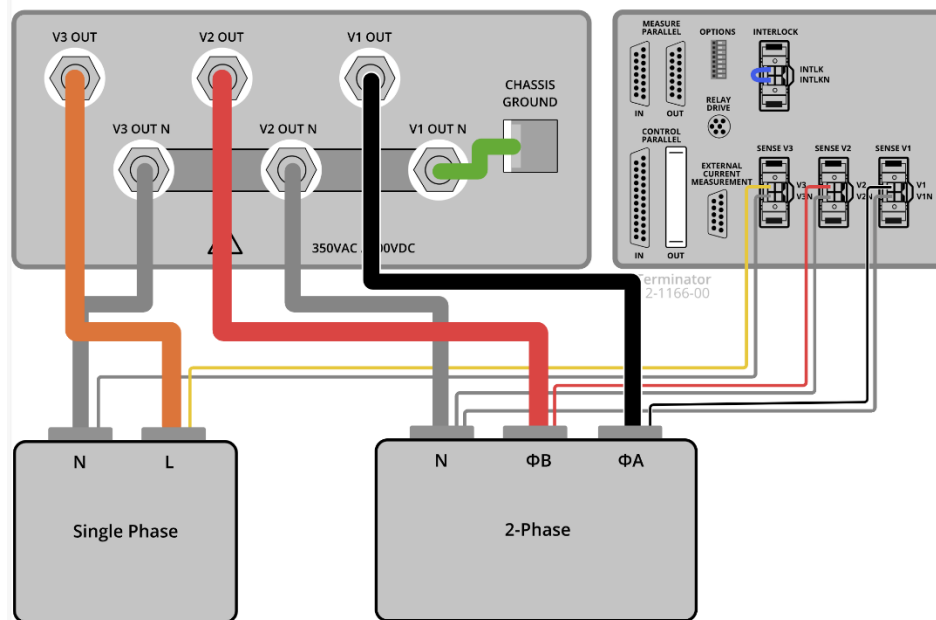 V3 OUT
V2 OUT
V1 OUT
CHASSIS
GROUND
V3 OUT N
V2 OUT N
V1 OUT N
350VAC
00VDC
MEASURE
PARALLEL
OPTIONS
INTERLOCK
INTLK
INTLKN
IN
OUT
RELAY
DRIVE
CONTROL
PARALLEL
EXTERNAL
CURRENT
MEASUREMENT
SENSE V3
SENSE V2
SENSE V1
V3
V3N
V2
V2N
V1
V1N
IN
OUT
erminator
2-1166-00
N
L
Single Phase
N
ΦB
ΦA
2-Phase